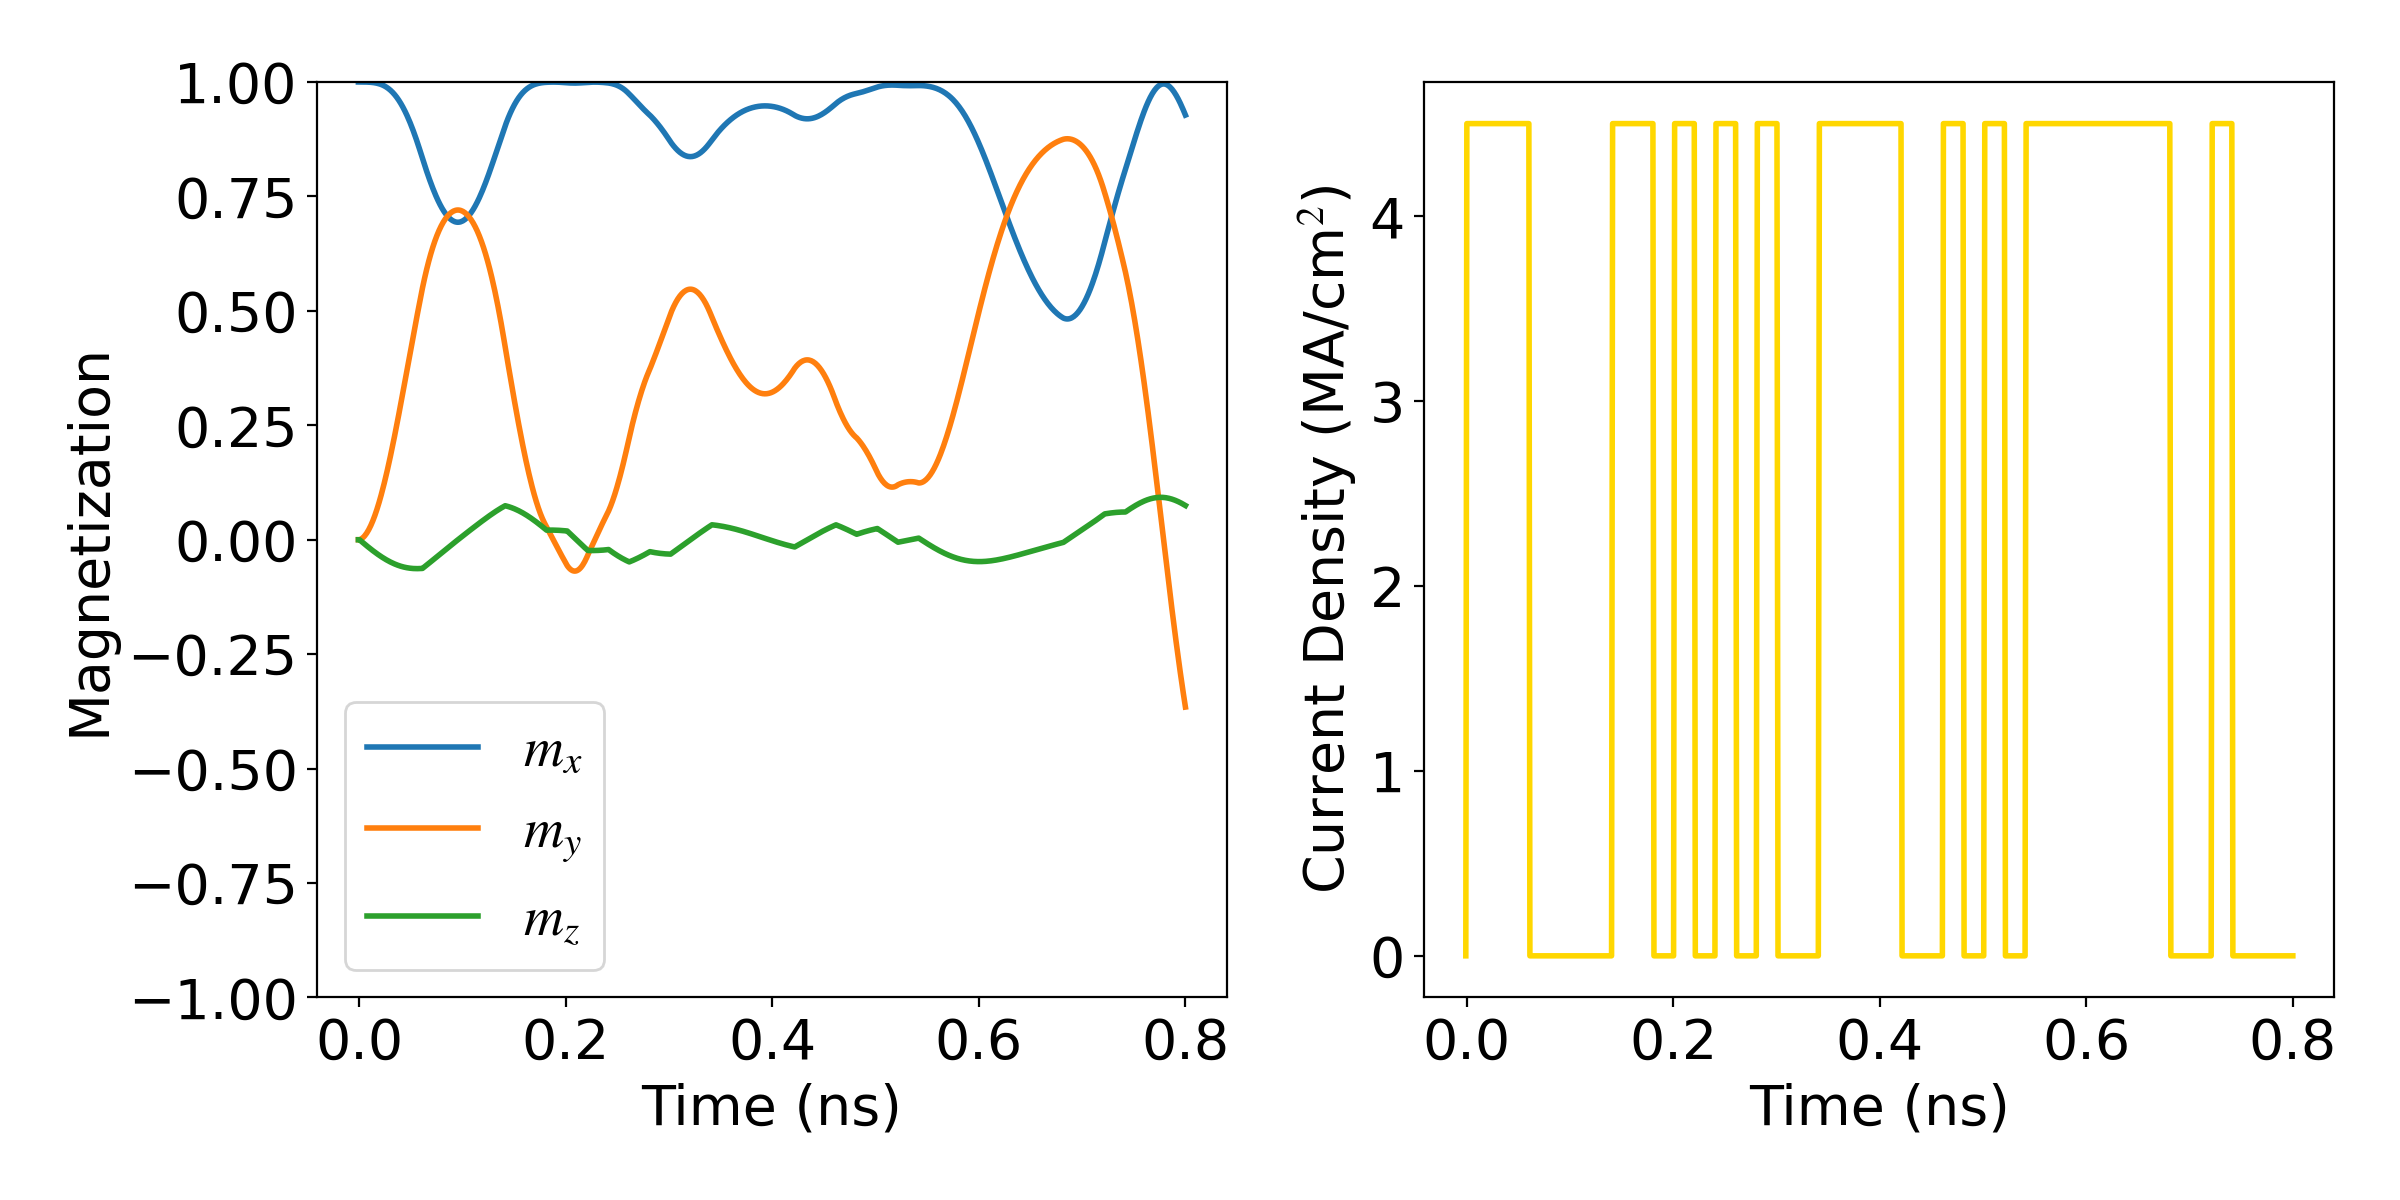 Magnetization
1.00
0.75
0.50
0.25
0.00
−0.25
−0.50
−0.75
−1.00
m_x
m_y
m_z
0.0 0.2 0.4 0.6 0.8
Time (ns)
Current Density (MA/cm²)
4
3
2
1
0
0.0 0.2 0.4 0.6 0.8
Time (ns)